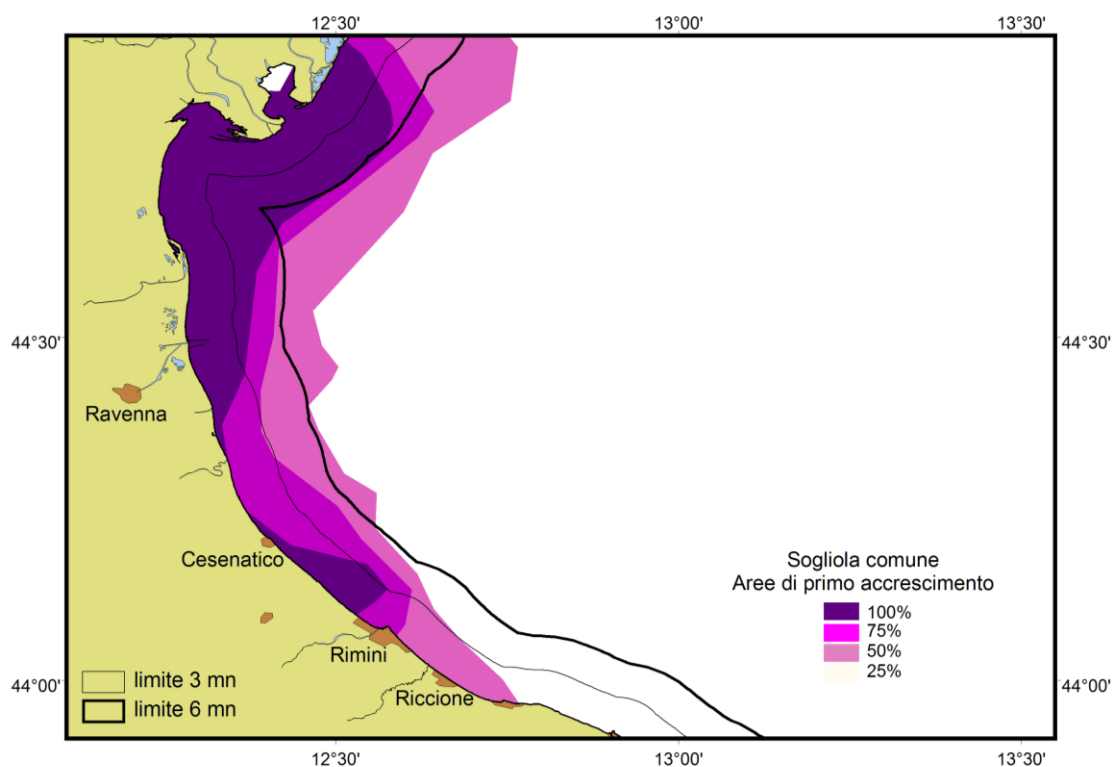 12°30' 13°00' 13°30'
44°30' 44°30'
Ravenna
Cesenatico
Sogliola comune
Aree di primo accrescimento
100%
75%
50%
25%
Rimini
Riccione
44°00' 44°00'
limite 3 mn
limite 6 mn
12°30' 13°00' 13°30'